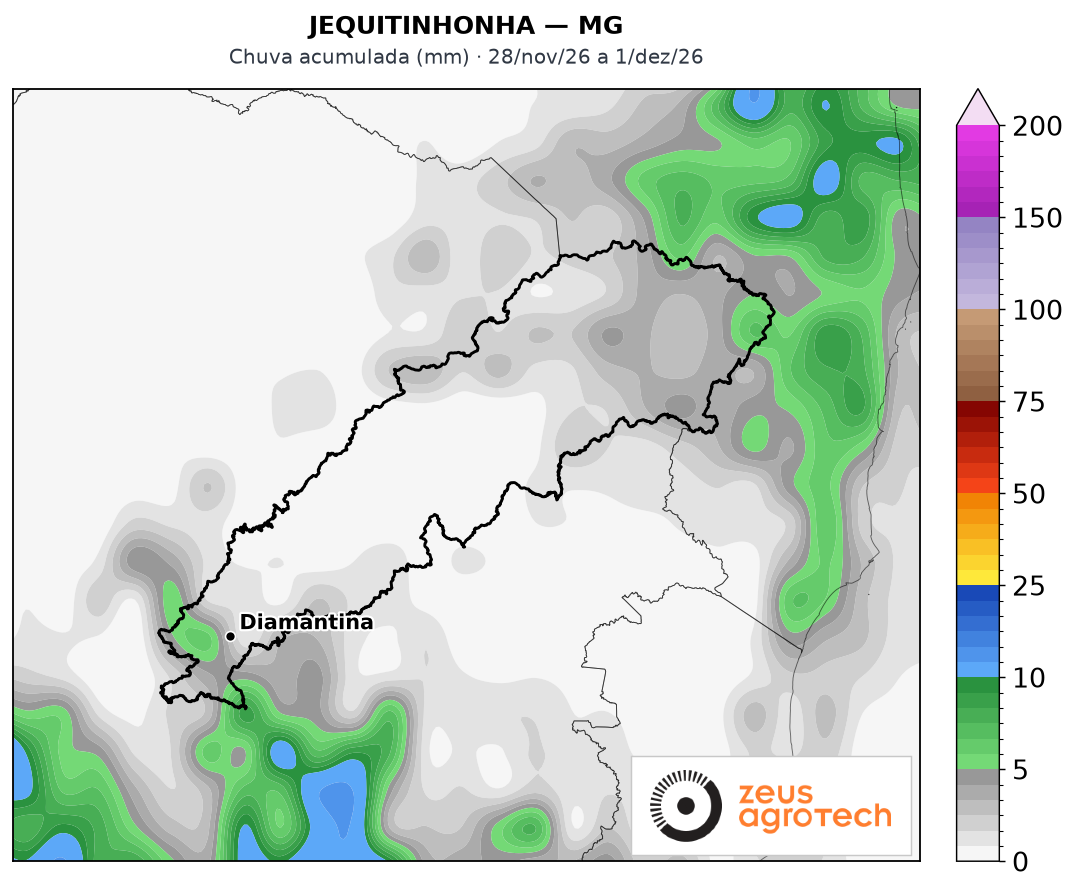 JEQUITINHONHA — MG
Chuva acumulada (mm) · 28/nov/26 a 1/dez/26
200
150
100
75
50
25
10
5
0
Diamantina
zeus
agrotech